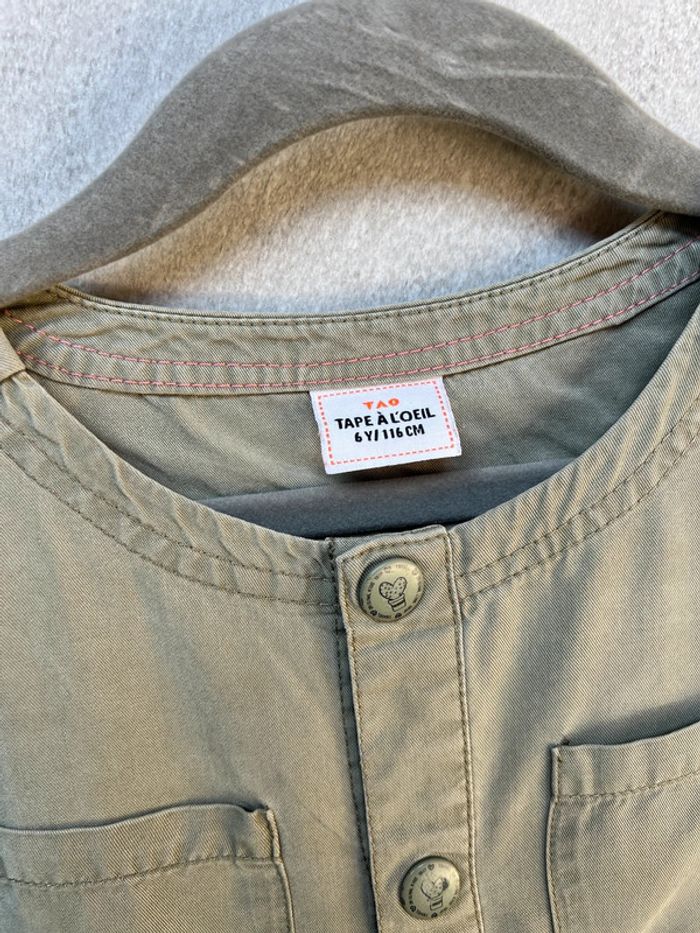 TAO
TAPE À L'OEIL
6Y/116CM